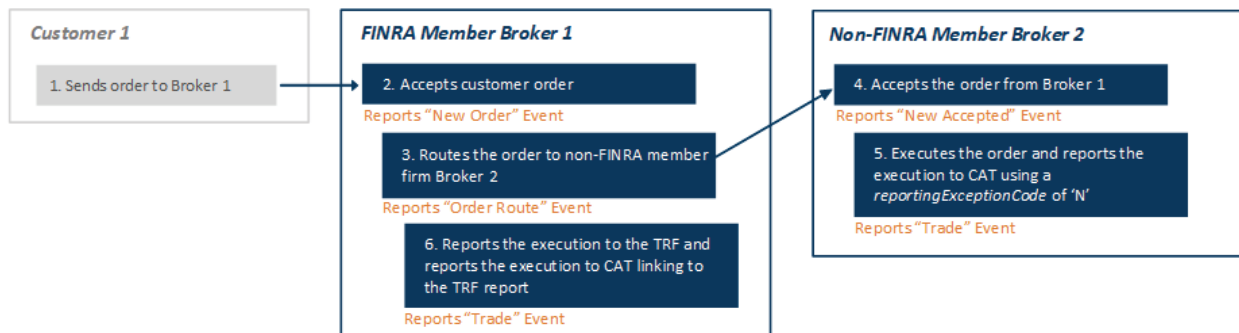 Customer 1
1. Sends order to Broker 1
FINRA Member Broker 1
2. Accepts customer order
Reports “New Order” Event
3. Routes the order to non-FINRA member
firm Broker 2
Reports “Order Route” Event
6. Reports the execution to the TRF and
reports the execution to CAT linking to
the TRF report
Reports “Trade” Event
Non-FINRA Member Broker 2
4. Accepts the order from Broker 1
Reports “New Accepted” Event
5. Executes the order and reports the
execution to CAT using a
reportingExceptionCode of ‘N’
Reports “Trade” Event